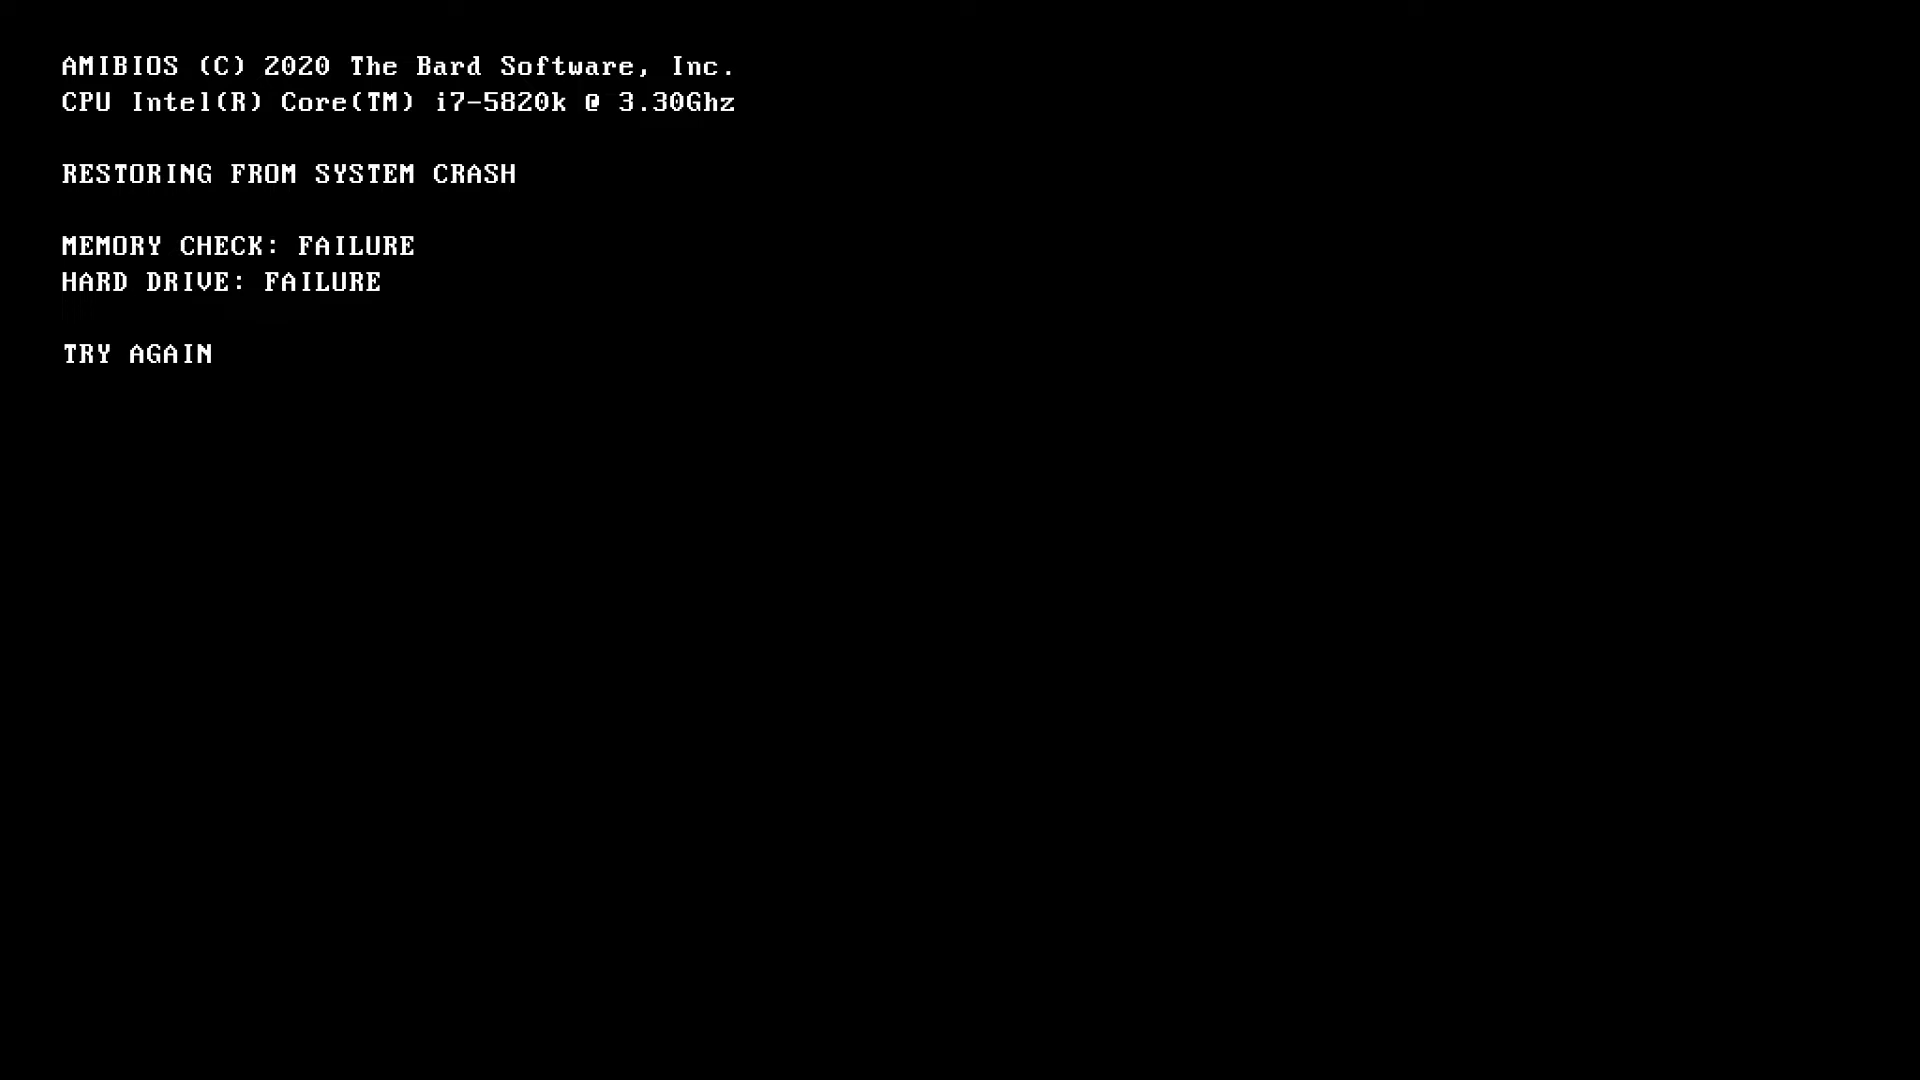 AMIBIOS (C) 2020 The Bard Software, Inc.
CPU Intel(R) Core(TM) i7-5820k @ 3.30Ghz
RESTORING FROM SYSTEM CRASH
MEMORY CHECK: FAILURE
HARD DRIVE: FAILURE
TRY AGAIN